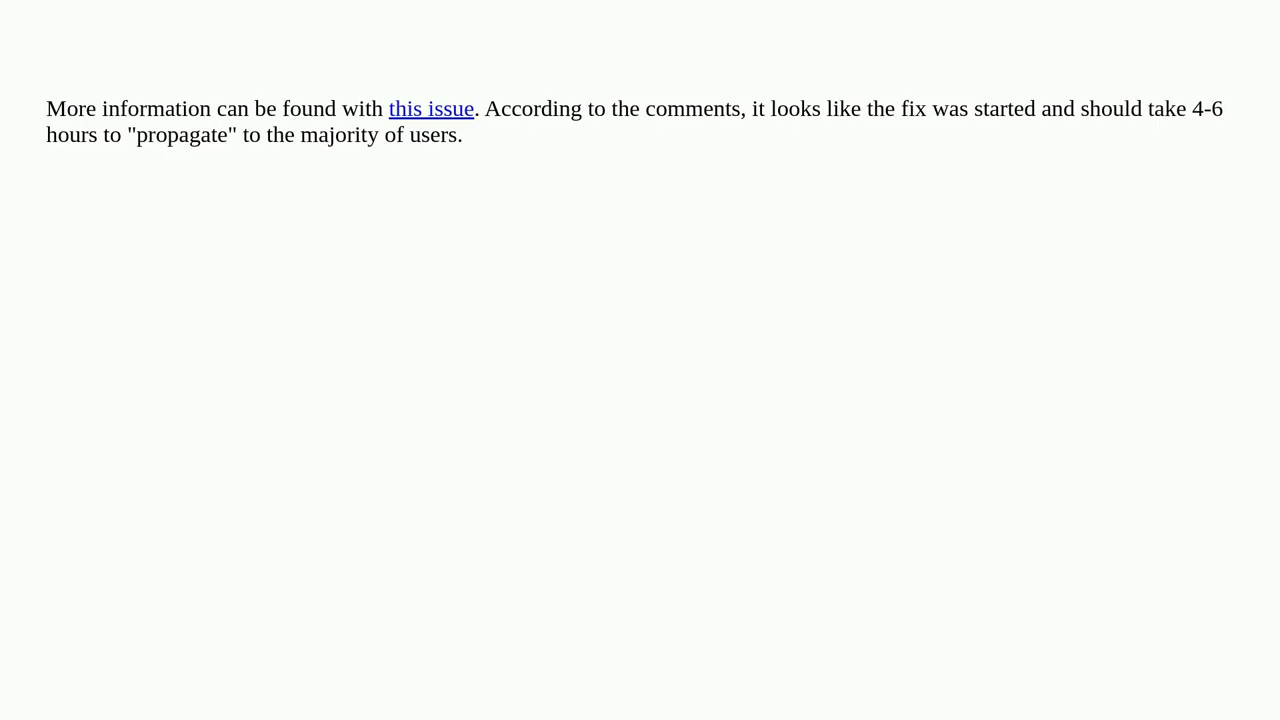 More information can be found with this issue. According to the comments, it looks like the fix was started and should take 4-6
hours to "propagate" to the majority of users.